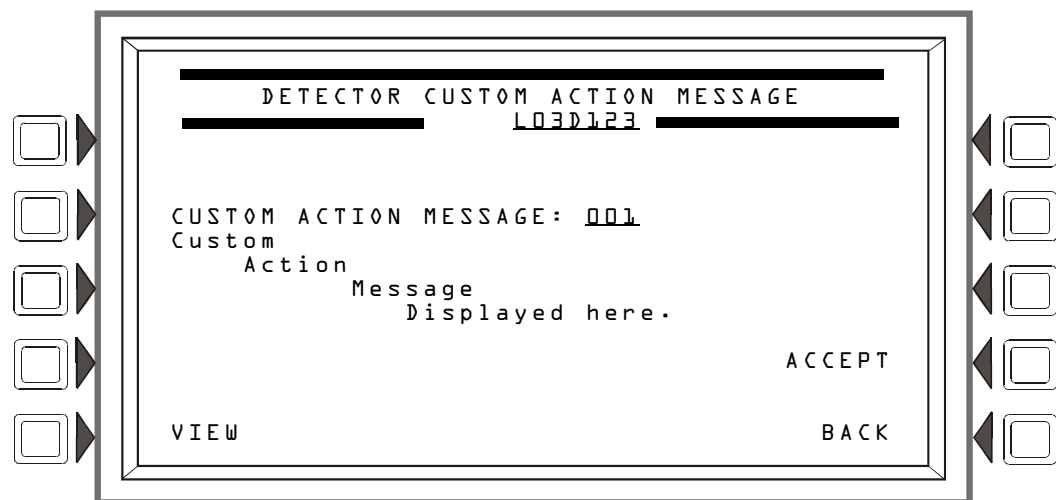 DETECTOR CUSTOM ACTION MESSAGE
L03D123
CUSTOM ACTION MESSAGE: 001
Custom
Action
Message
Displayed here.
ACCEPT
VIEW
BACK